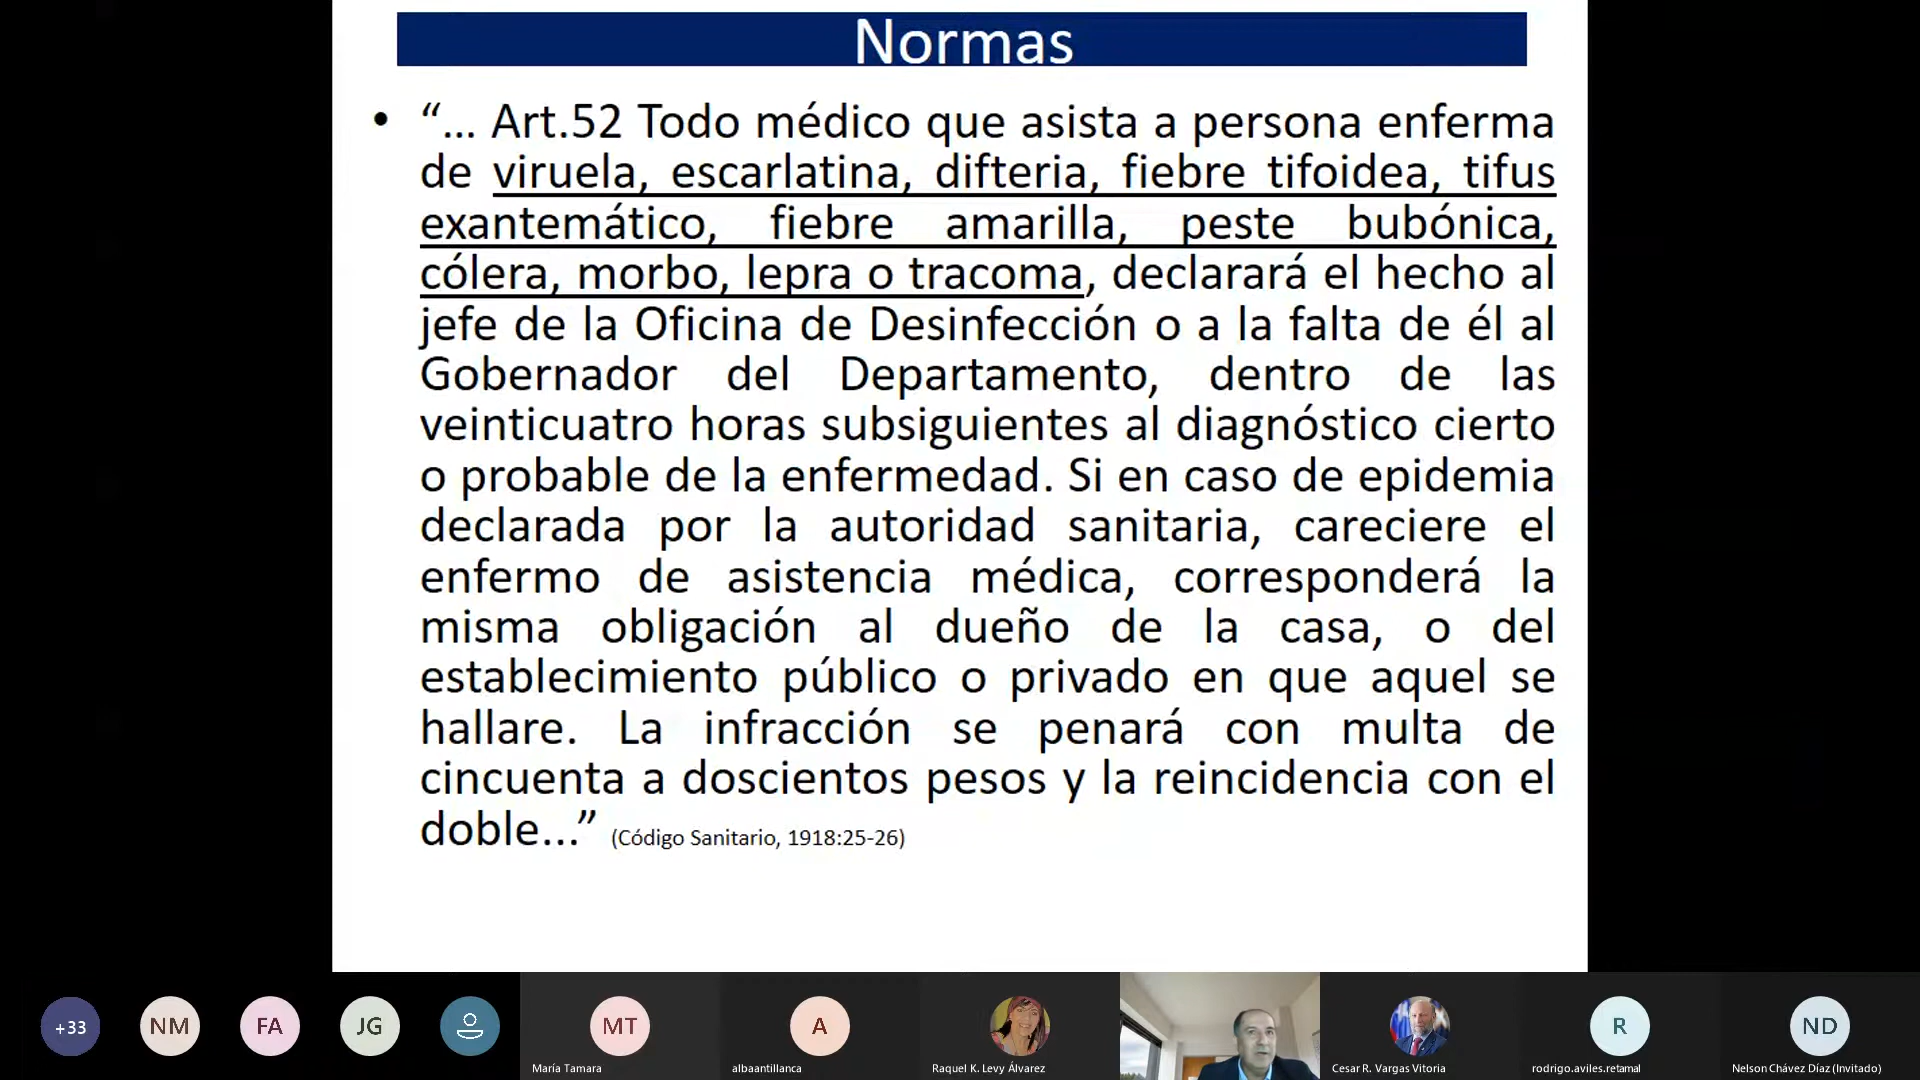 Normas
• “... Art.52 Todo médico que asista a persona enferma
de viruela, escarlatina, difteria, fiebre tifoidea, tifus
exantemático, fiebre amarilla, peste bubónica,
cólera, morbo, lepra o tracoma, declarará el hecho al
jefe de la Oficina de Desinfección o a la falta de él al
Gobernador del Departamento, dentro de las
veinticuatro horas subsiguientes al diagnóstico cierto
o probable de la enfermedad. Si en caso de epidemia
declarada por la autoridad sanitaria, careciere el
enfermo de asistencia médica, corresponderá la
misma obligación al dueño de la casa, o del
establecimiento público o privado en que aquel se
hallare. La infracción se penará con multa de
cincuenta a doscientos pesos y la reincidencia con el
doble...” (Código Sanitario, 1918:25-26)
+33 NM FA JG MT A R ND
María Tamara albaantillanca Raquel K. Levy Álvarez Cesar R. Vargas Vitoria rodrigo.aviles.retamal Nelson Chávez Díaz (Invitado)